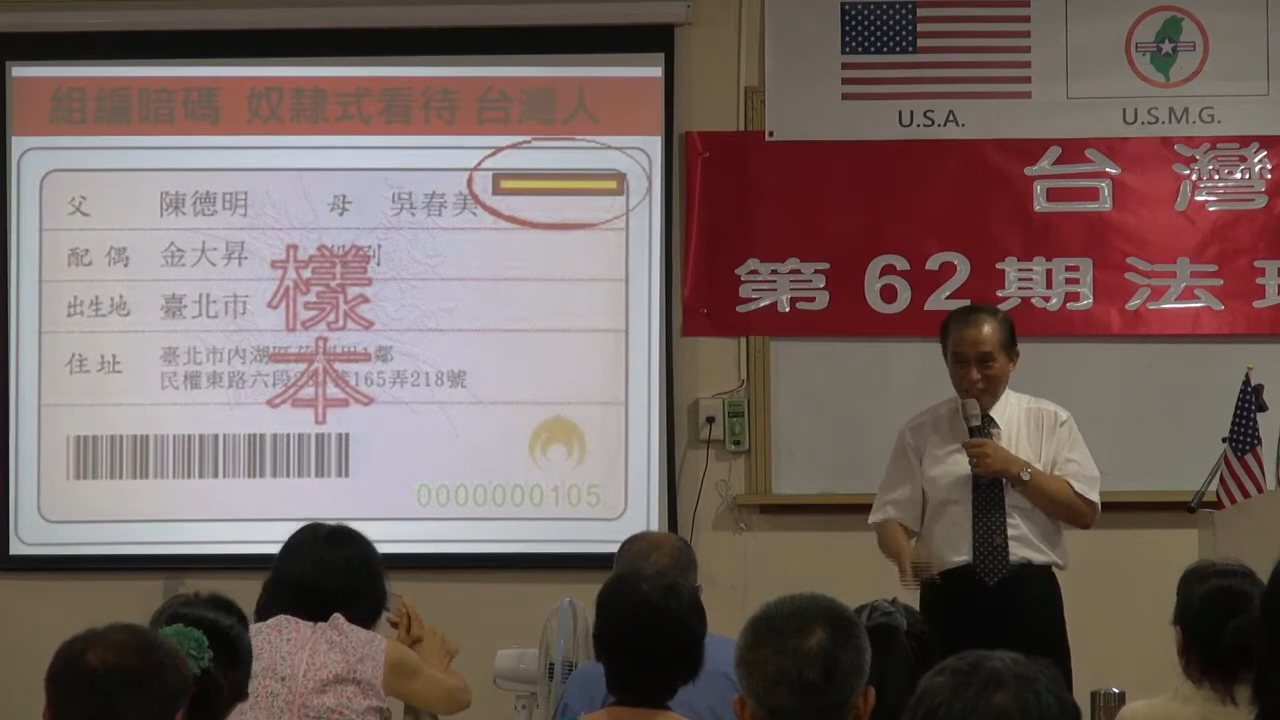 組編暗碼 奴隸式看待 台灣人
父 陳德明 母 吳春美
配偶 金大昇
出生地 臺北市
住址 臺北市內湖區
民權東路六段 165弄218號
樣本
0000000105
U.S.A.
U.S.M.G.
台灣
第62期法